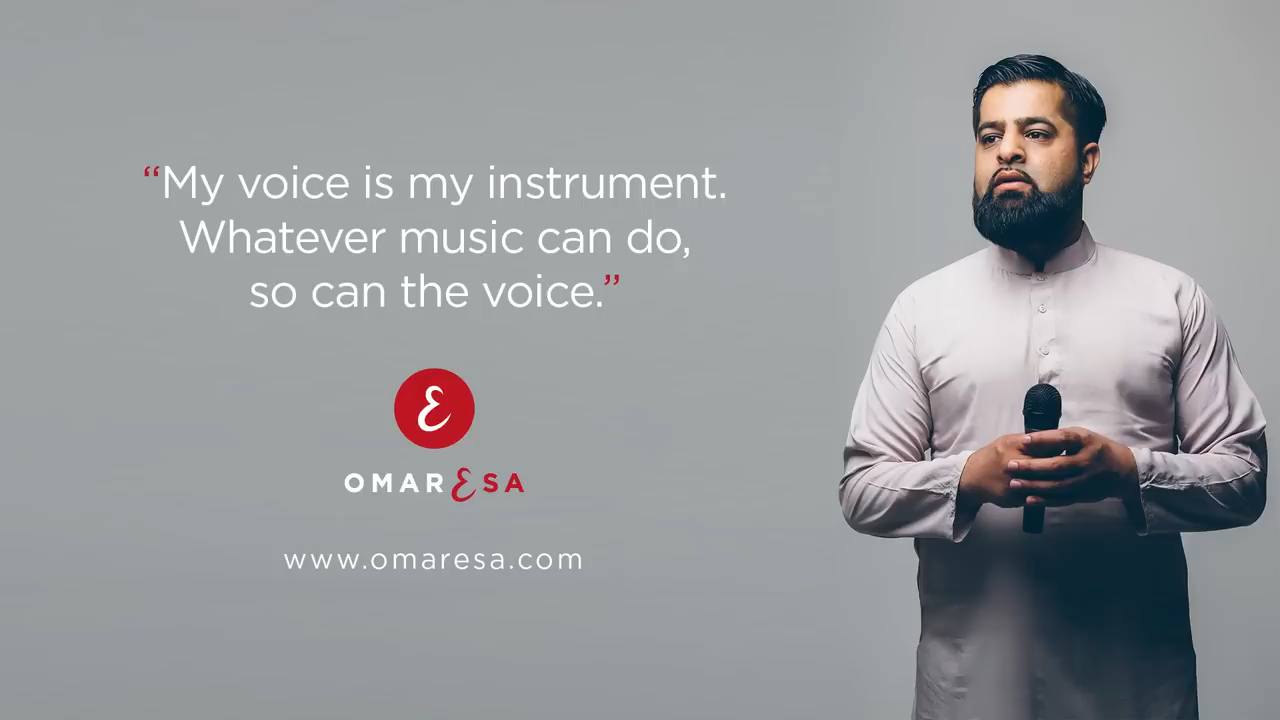 “My voice is my instrument.
Whatever music can do,
so can the voice.”
E
OMAR ESA
www.omaresa.com